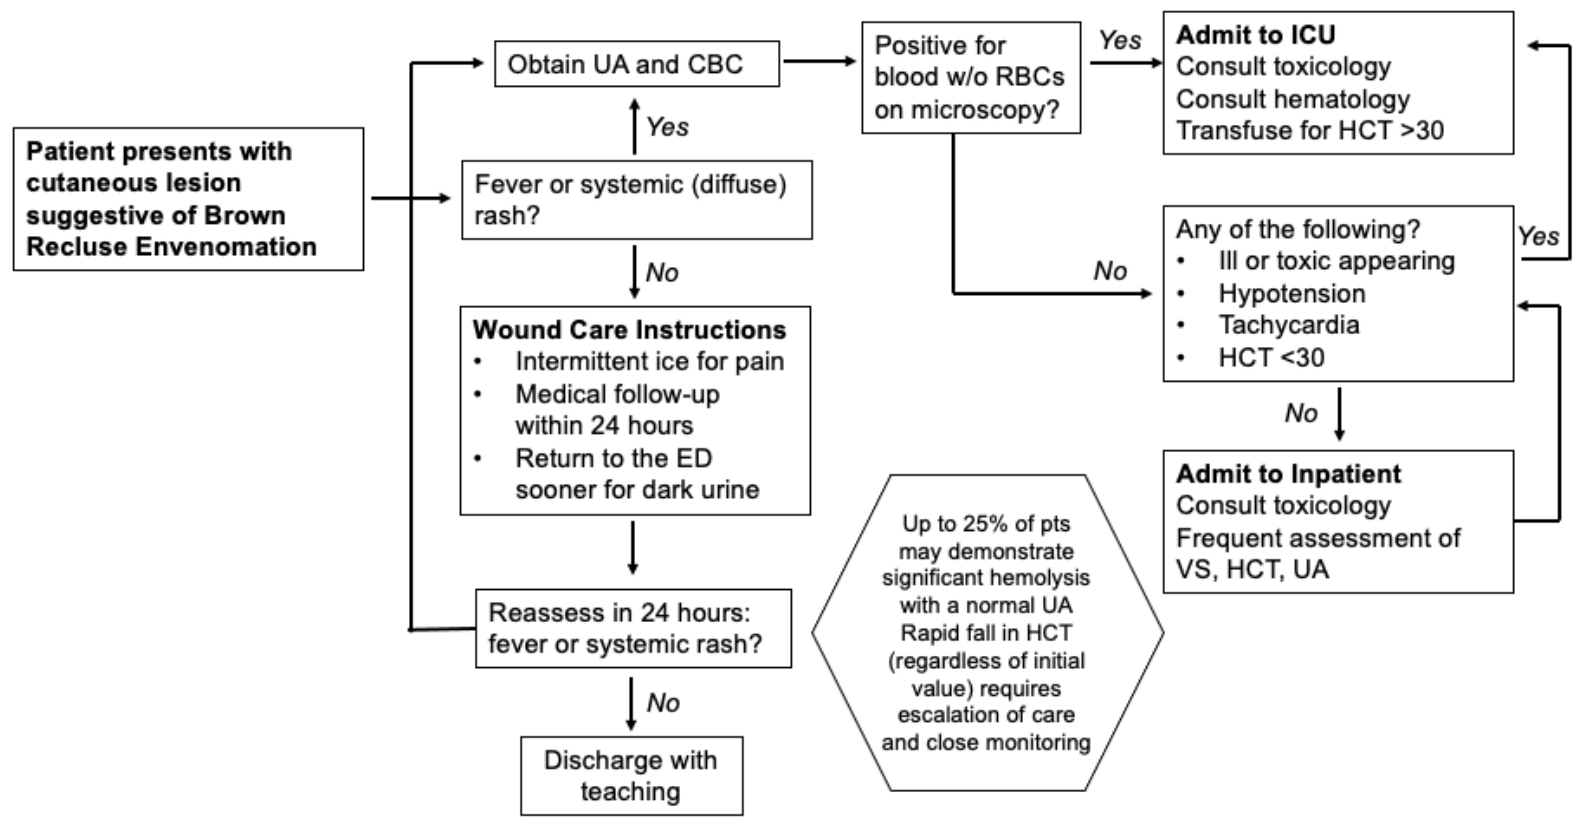 Patient presents with
cutaneous lesion
suggestive of Brown
Recluse Envenomation
Obtain UA and CBC
Yes
Fever or systemic (diffuse)
rash?
No
Wound Care Instructions
• Intermittent ice for pain
• Medical follow-up
within 24 hours
• Return to the ED
sooner for dark urine
Reassess in 24 hours:
fever or systemic rash?
No
Discharge with
teaching
Positive for
blood w/o RBCs
on microscopy?
Yes
No
Admit to ICU
Consult toxicology
Consult hematology
Transfuse for HCT >30
Any of the following?
• Ill or toxic appearing
• Hypotension
• Tachycardia
• HCT <30
Yes
No
Admit to Inpatient
Consult toxicology
Frequent assessment of
VS, HCT, UA
Up to 25% of pts
may demonstrate
significant hemolysis
with a normal UA
Rapid fall in HCT
(regardless of initial
value) requires
escalation of care
and close monitoring